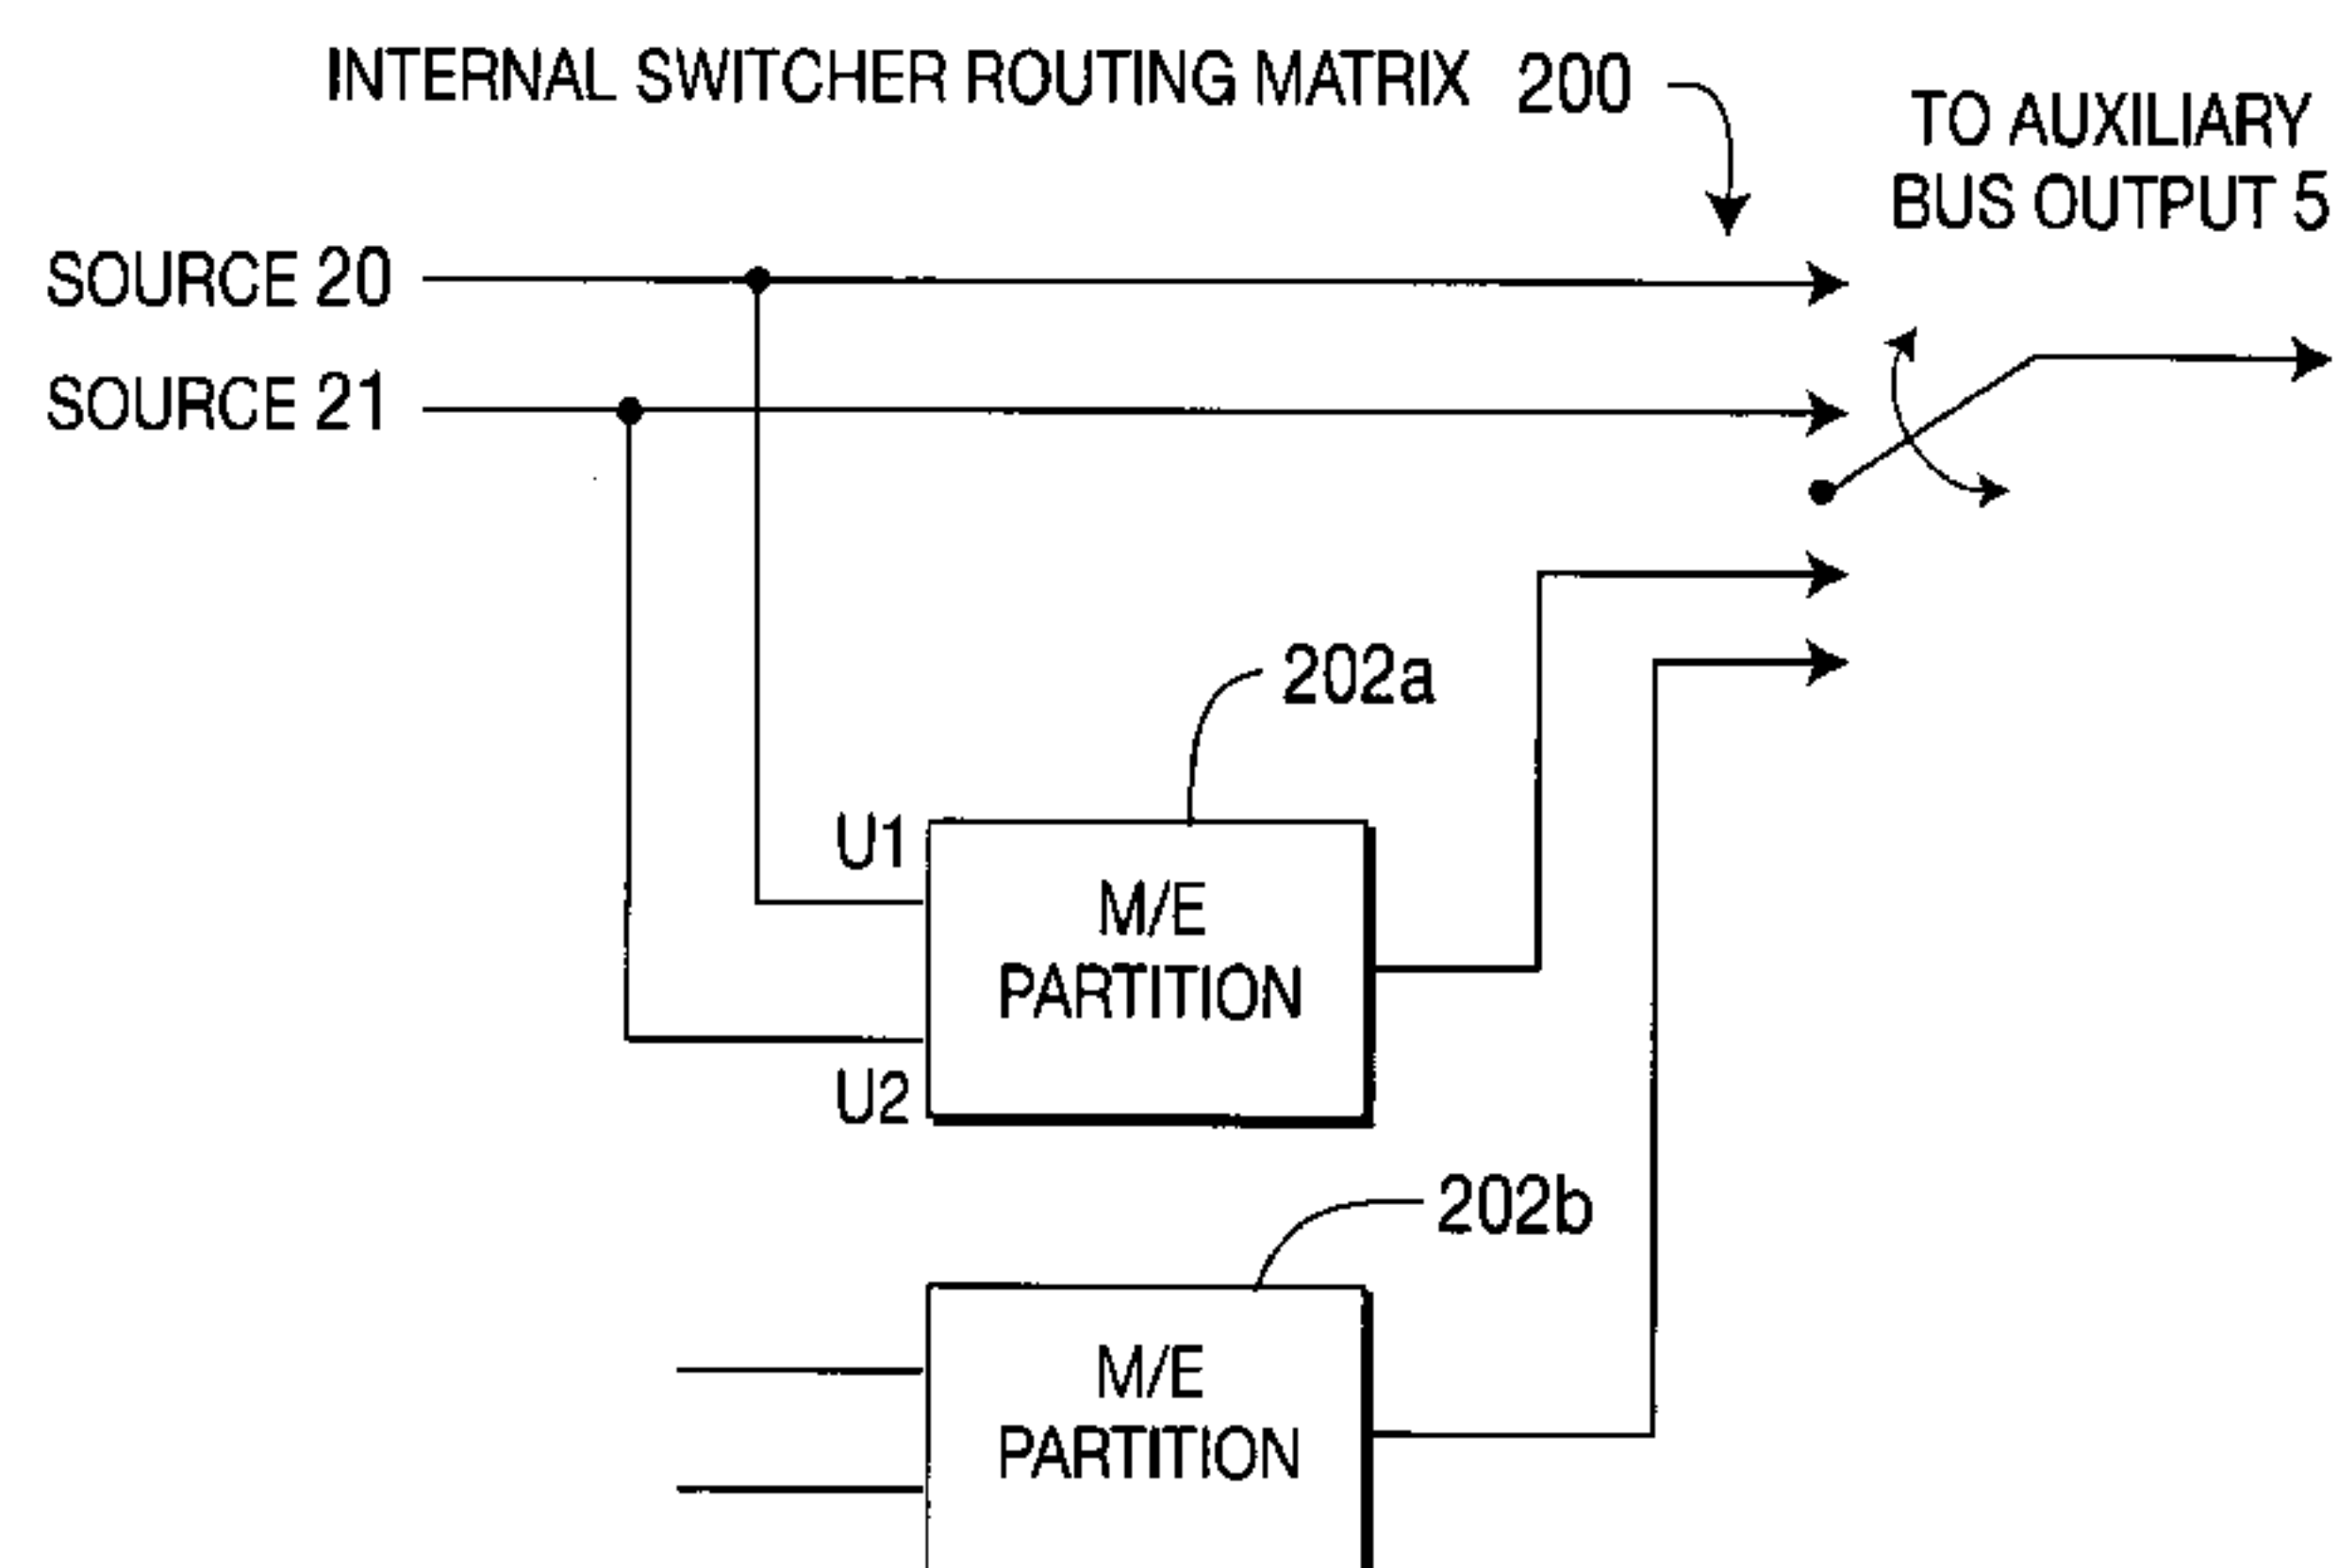 INTERNAL SWITCHER ROUTING MATRIX 200
TO AUXILIARY
BUS OUTPUT 5
SOURCE 20
SOURCE 21
202a
U1
M/E
PARTITION
U2
202b
M/E
PARTITION